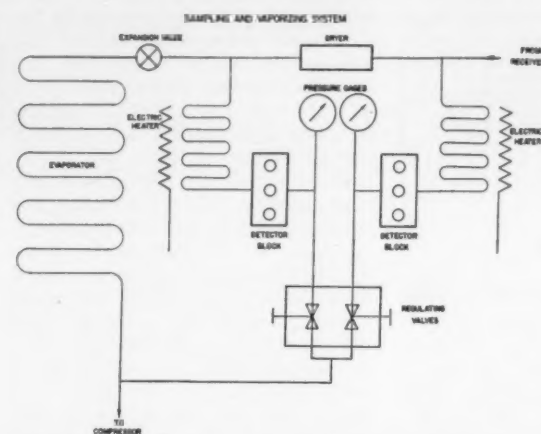 SAMPLING AND VAPORIZING SYSTEM
EXPANSION VALVE
DRYER
FROM
RECEIVER
PRESSURE GAGES
ELECTRIC
HEATER
ELECTRIC
HEATER
EVAPORATOR
DETECTOR
BLOCK
DETECTOR
BLOCK
REGULATING
VALVES
TO
COMPRESSOR